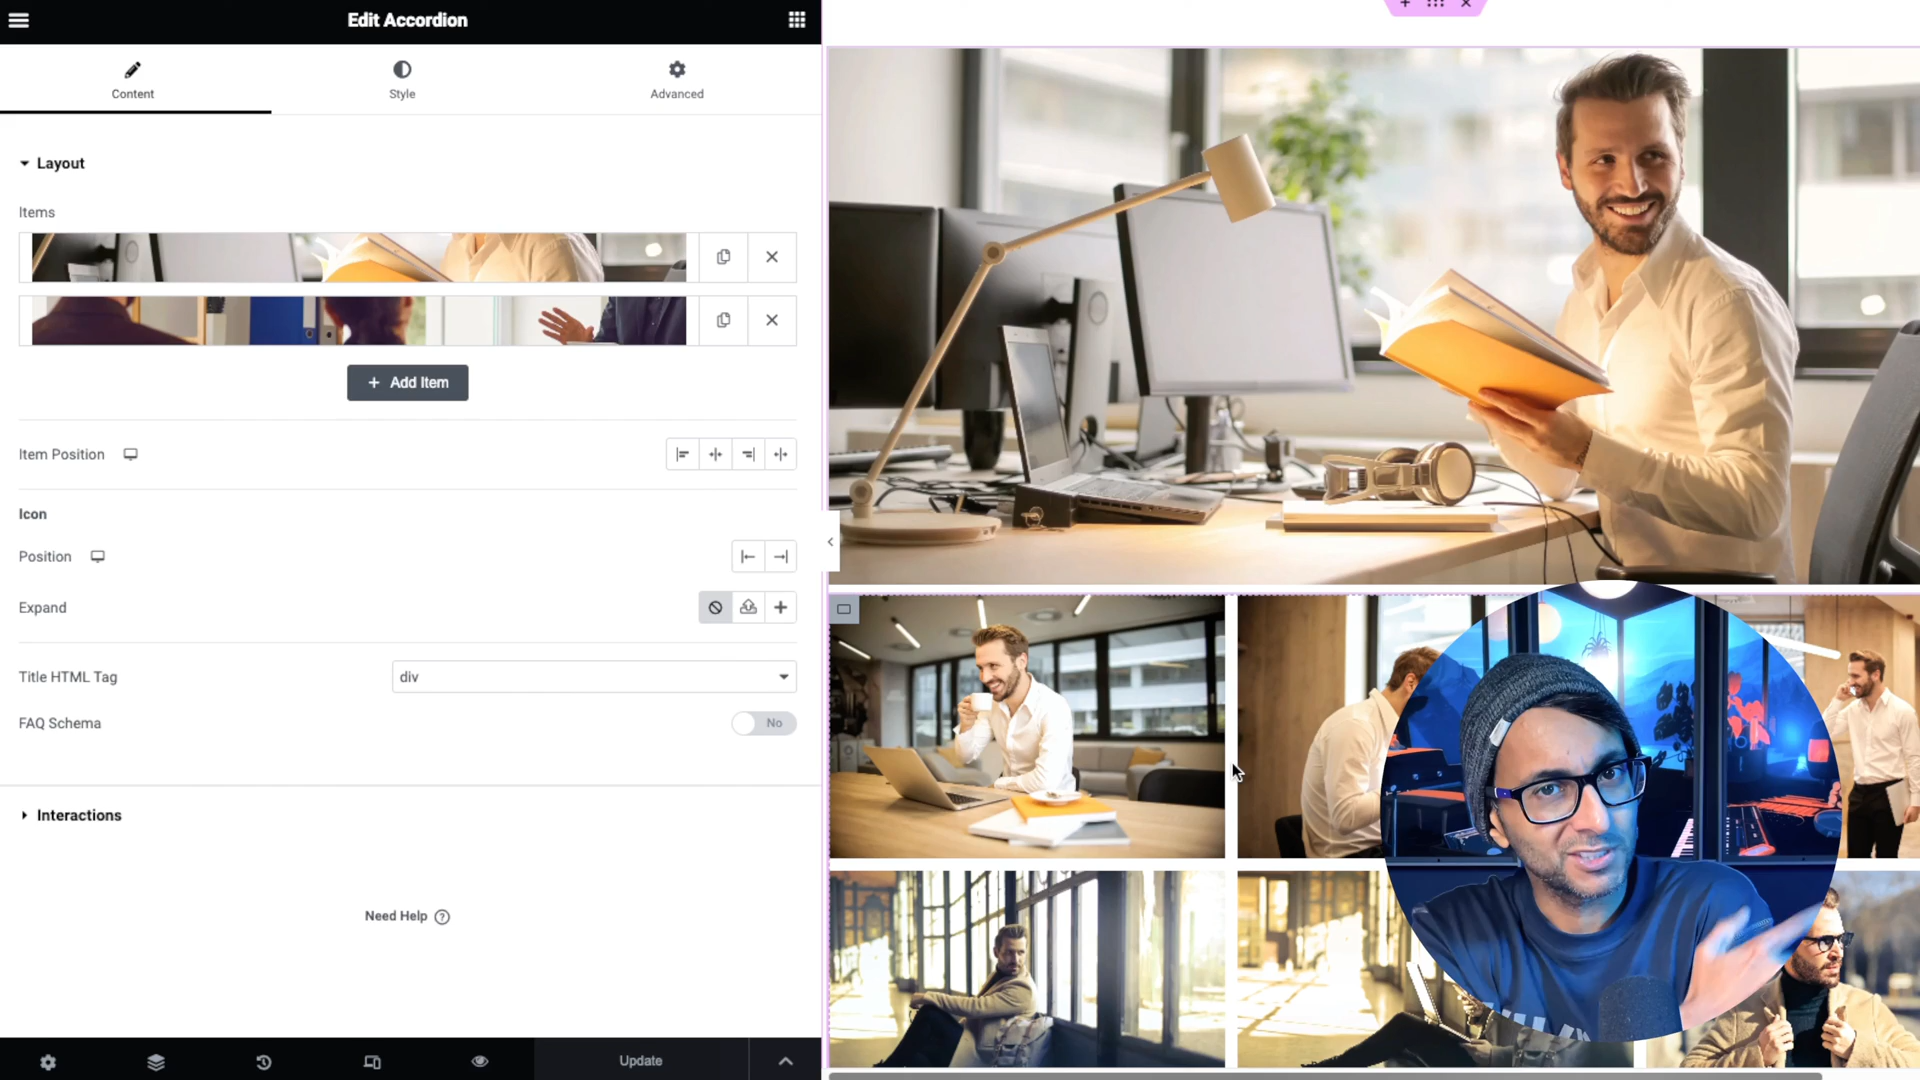 Edit Accordion
Content
Style
Advanced
Layout
Items
+ Add Item
Item Position
Icon
Position
Expand
Title HTML Tag
div
FAQ Schema
No
Interactions
Need Help ?
Update